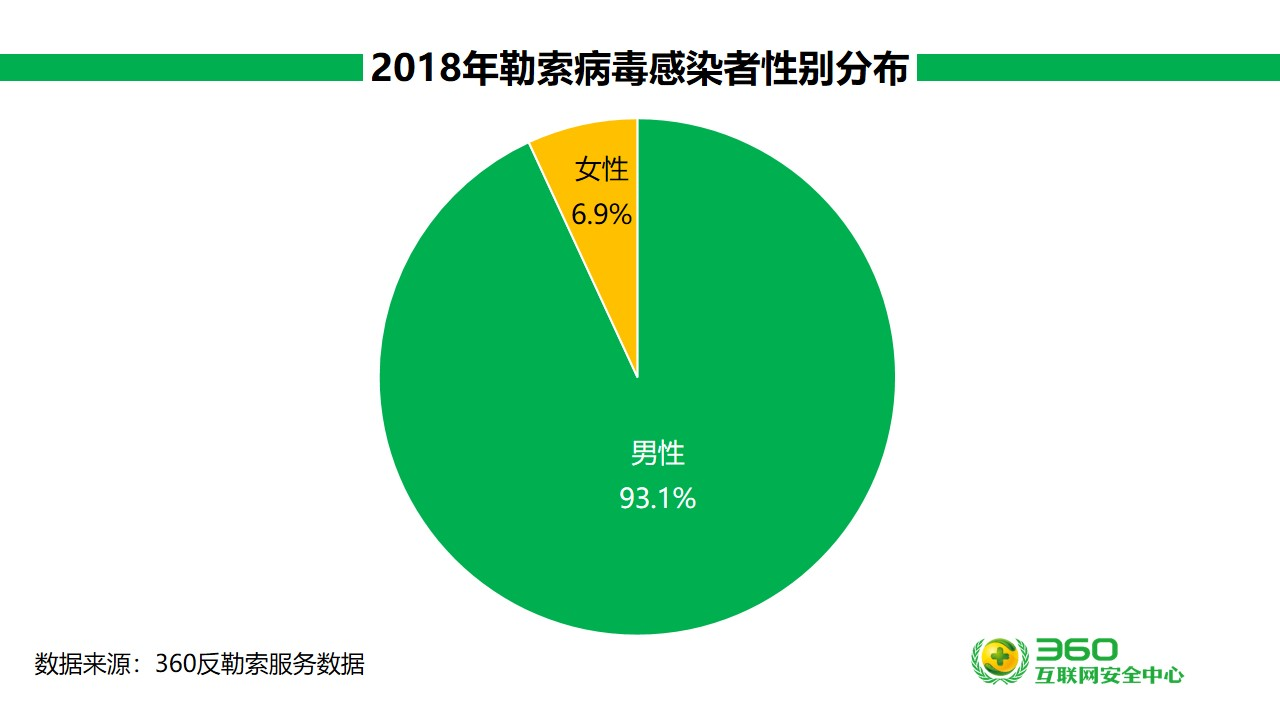 2018年勒索病毒感染者性别分布
女性
6.9%
男性
93.1%
数据来源：360反勒索服务数据
360
互联网安全中心